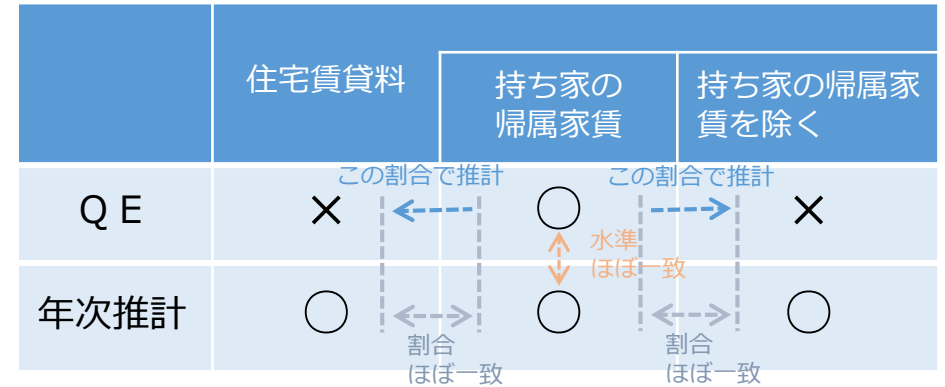 住宅賃貸料
持ち家の
帰属家賃
持ち家の帰属家
賃を除く
この割合で推計
この割合で推計
ＱＥ
×
○
×
水準
ほぼ一致
年次推計
○
○
○
割合
ほぼ一致
割合
ほぼ一致